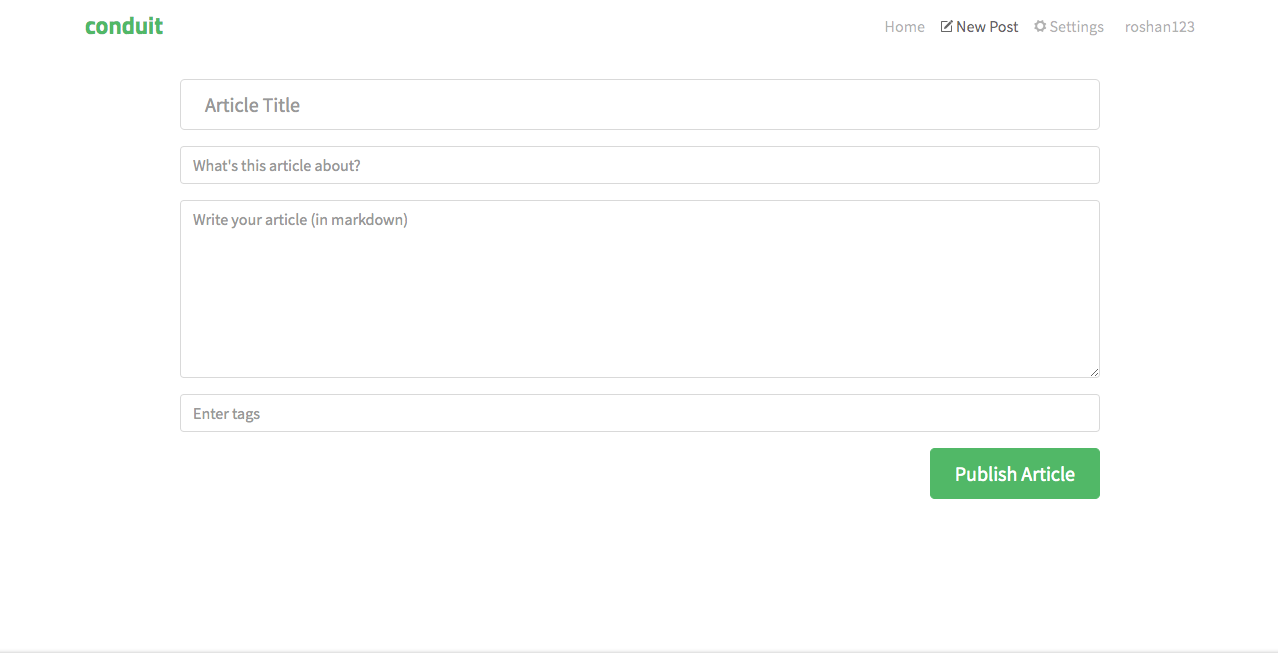 conduit
Home New Post Settings roshan123
Article Title
What's this article about?
Write your article (in markdown)
Enter tags
Publish Article